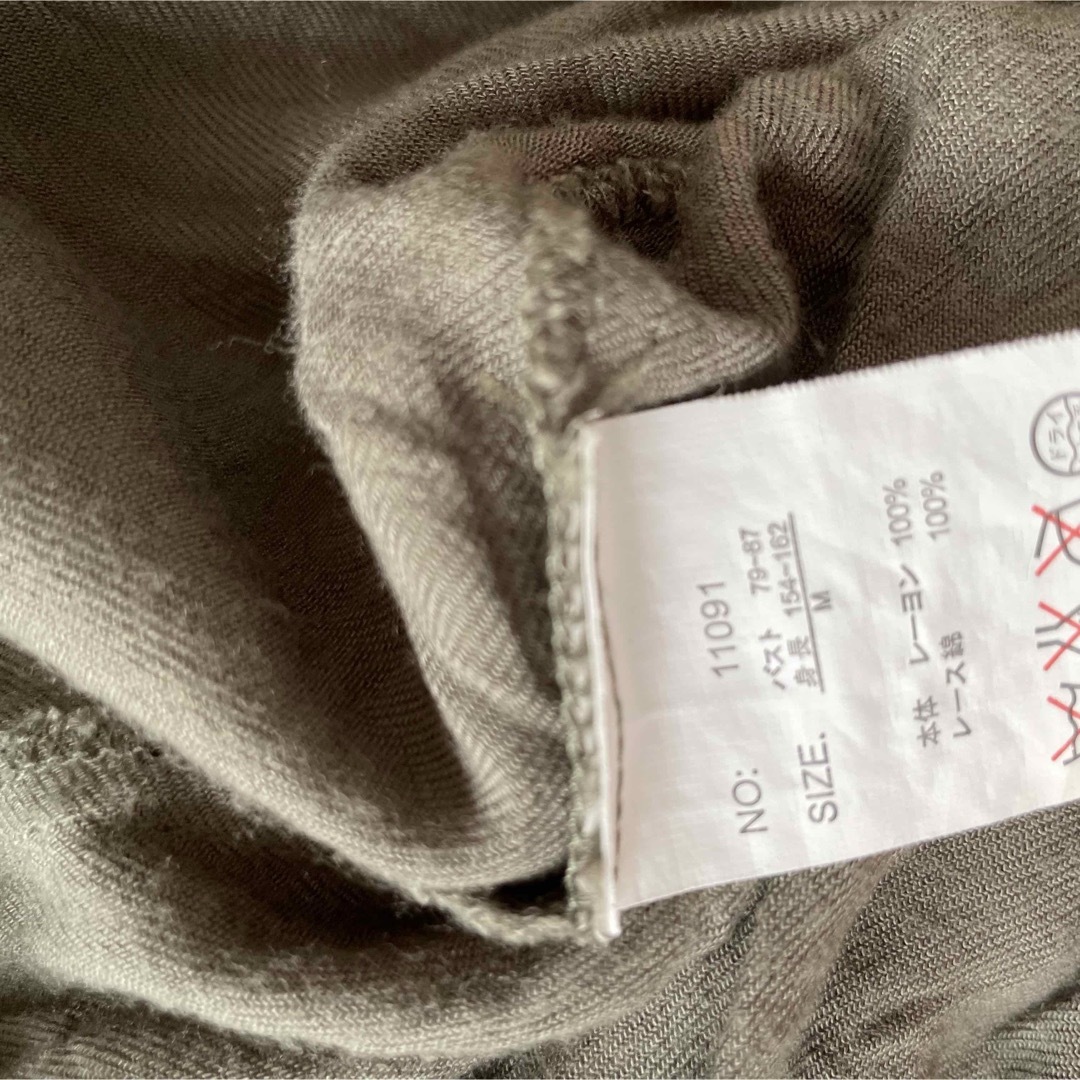 NO: 11091
バスト 79-87
SIZE. 身長 154-162
M
本体 レーヨン 100%
レース綿 100%
ドライ